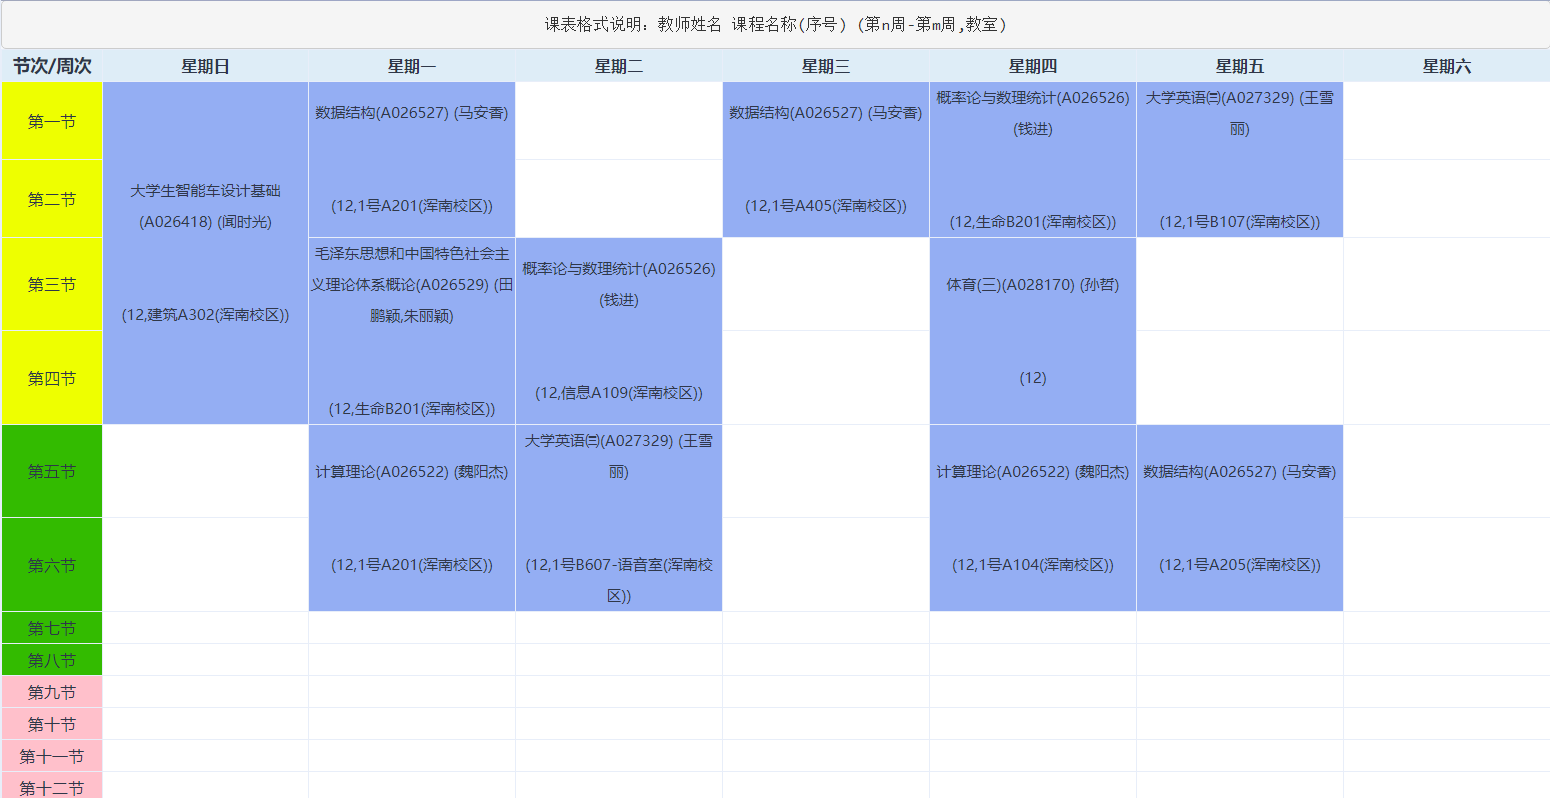 课表格式说明：教师姓名 课程名称(序号) (第n周-第m周,教室)
节次/周次 星期日 星期一 星期二 星期三 星期四 星期五 星期六
第一节
第二节
第三节
第四节
第五节
第六节
第七节
第八节
第九节
第十节
第十一节
第十二节
大学生智能车设计基础
(A026418) (闻时光)
(12,建筑A302(浑南校区))
数据结构(A026527) (马安香)
(12,1号A201(浑南校区))
毛泽东思想和中国特色社会主
义理论体系概论(A026529) (田
鹏颖,朱丽颖)
(12,生命B201(浑南校区))
计算理论(A026522) (魏阳杰)
(12,1号A201(浑南校区))
概率论与数理统计(A026526)
(钱进)
(12,信息A109(浑南校区))
大学英语㈢(A027329) (王雪
丽)
(12,1号B607-语音室(浑南校
区))
数据结构(A026527) (马安香)
(12,1号A405(浑南校区))
概率论与数理统计(A026526)
(钱进)
(12,生命B201(浑南校区))
体育(三)(A028170) (孙哲)
(12)
计算理论(A026522) (魏阳杰)
(12,1号A104(浑南校区))
大学英语㈢(A027329) (王雪
丽)
(12,1号B107(浑南校区))
数据结构(A026527) (马安香)
(12,1号A205(浑南校区))